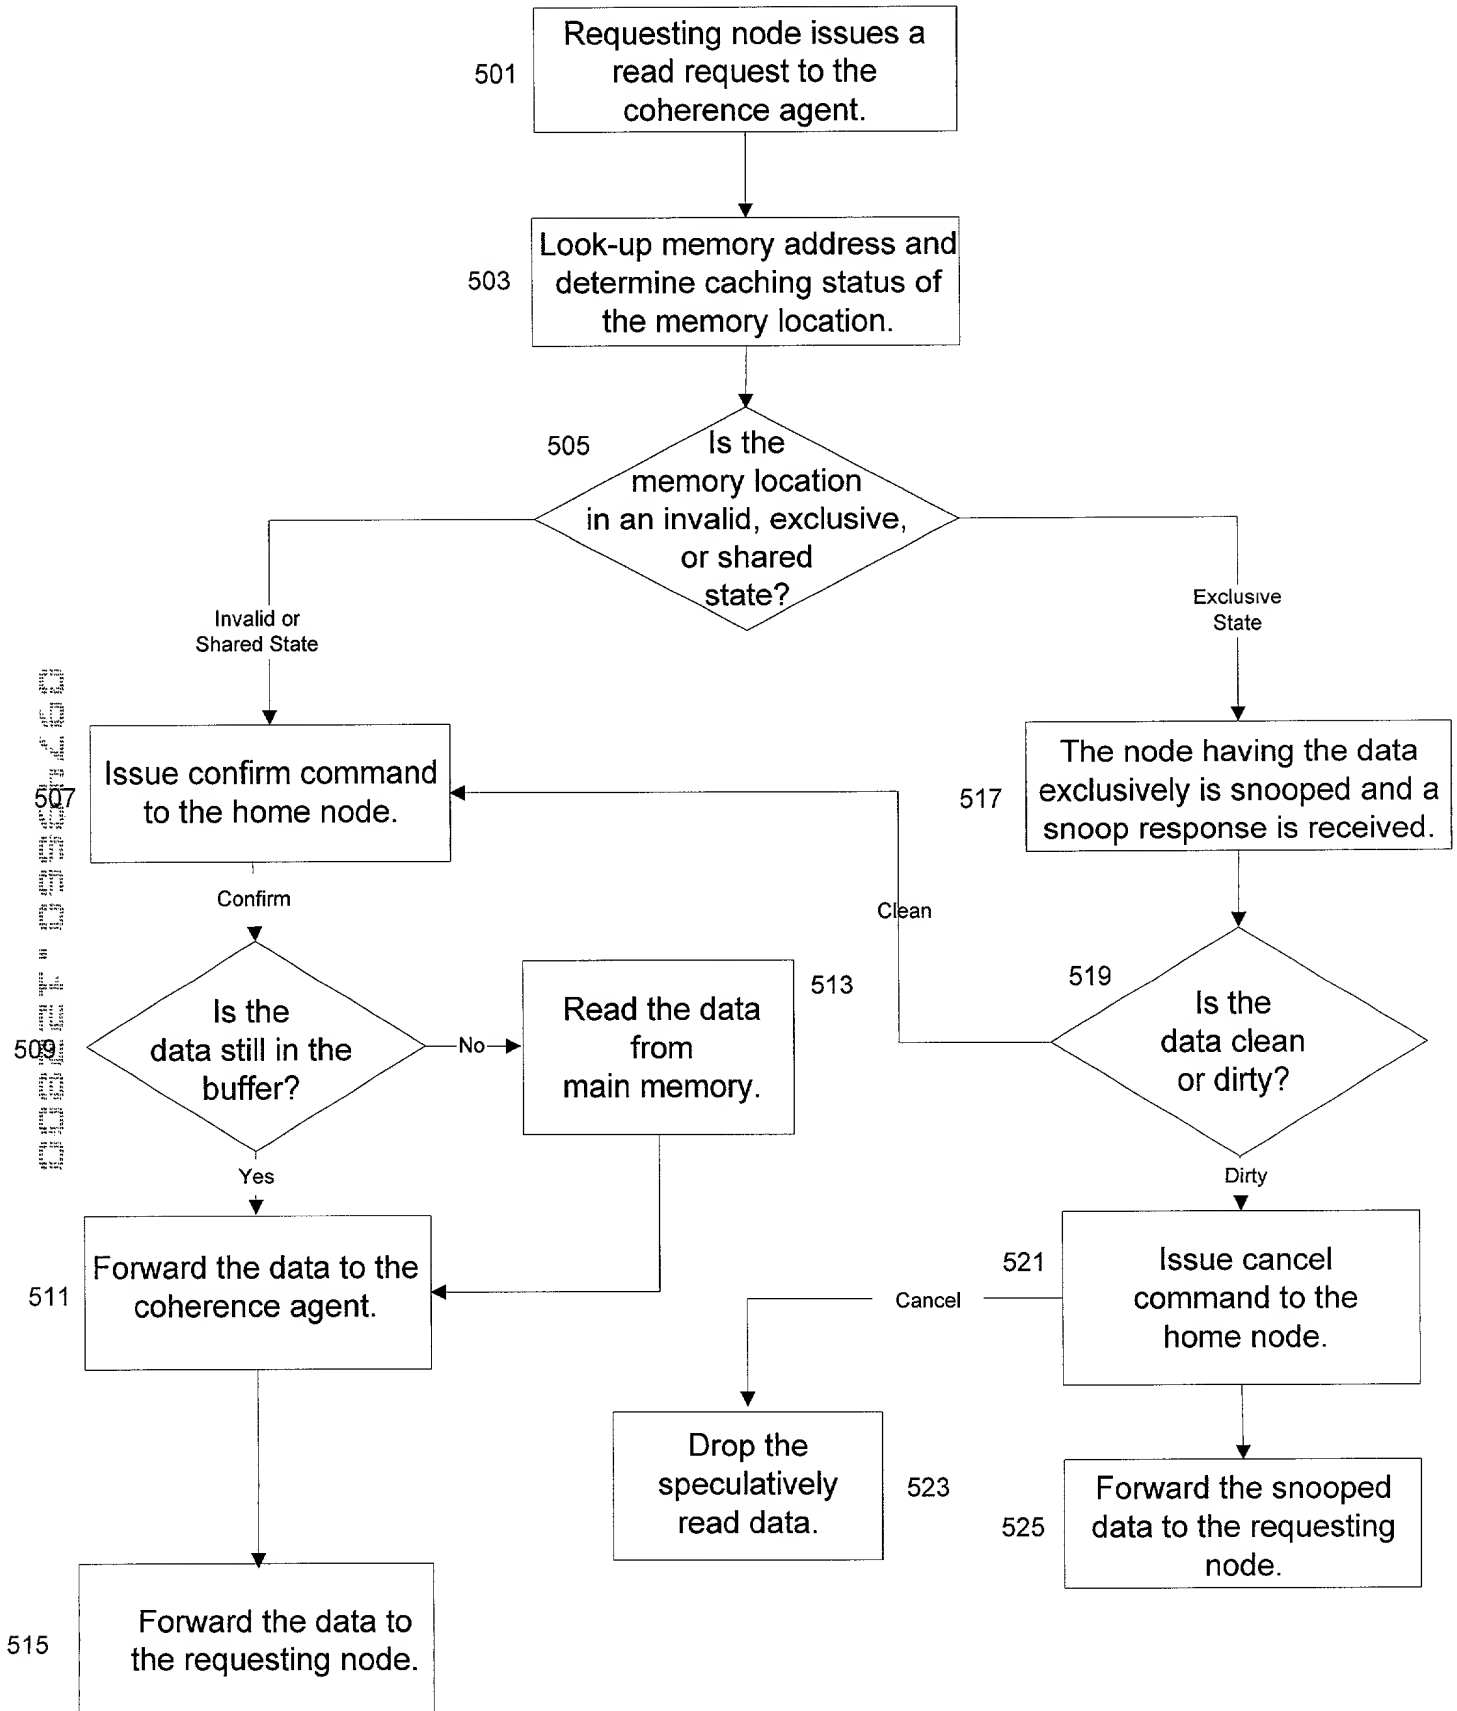 501
Requesting node issues a
read request to the
coherence agent.
503
Look-up memory address and
determine caching status of
the memory location.
505
Is the
memory location
in an invalid, exclusive,
or shared
state?
Invalid or
Shared State
Exclusive
State
507
Issue confirm command
to the home node.
517
The node having the data
exclusively is snooped and a
snoop response is received.
Confirm
Clean
509
Is the
data still in the
buffer?
No
513
Read the data
from
main memory.
519
Is the
data clean
or dirty?
Yes
Dirty
511
Forward the data to the
coherence agent.
521
Issue cancel
command to the
home node.
Cancel
Drop the
speculatively
read data.
523
525
Forward the snooped
data to the requesting
node.
515
Forward the data to
the requesting node.